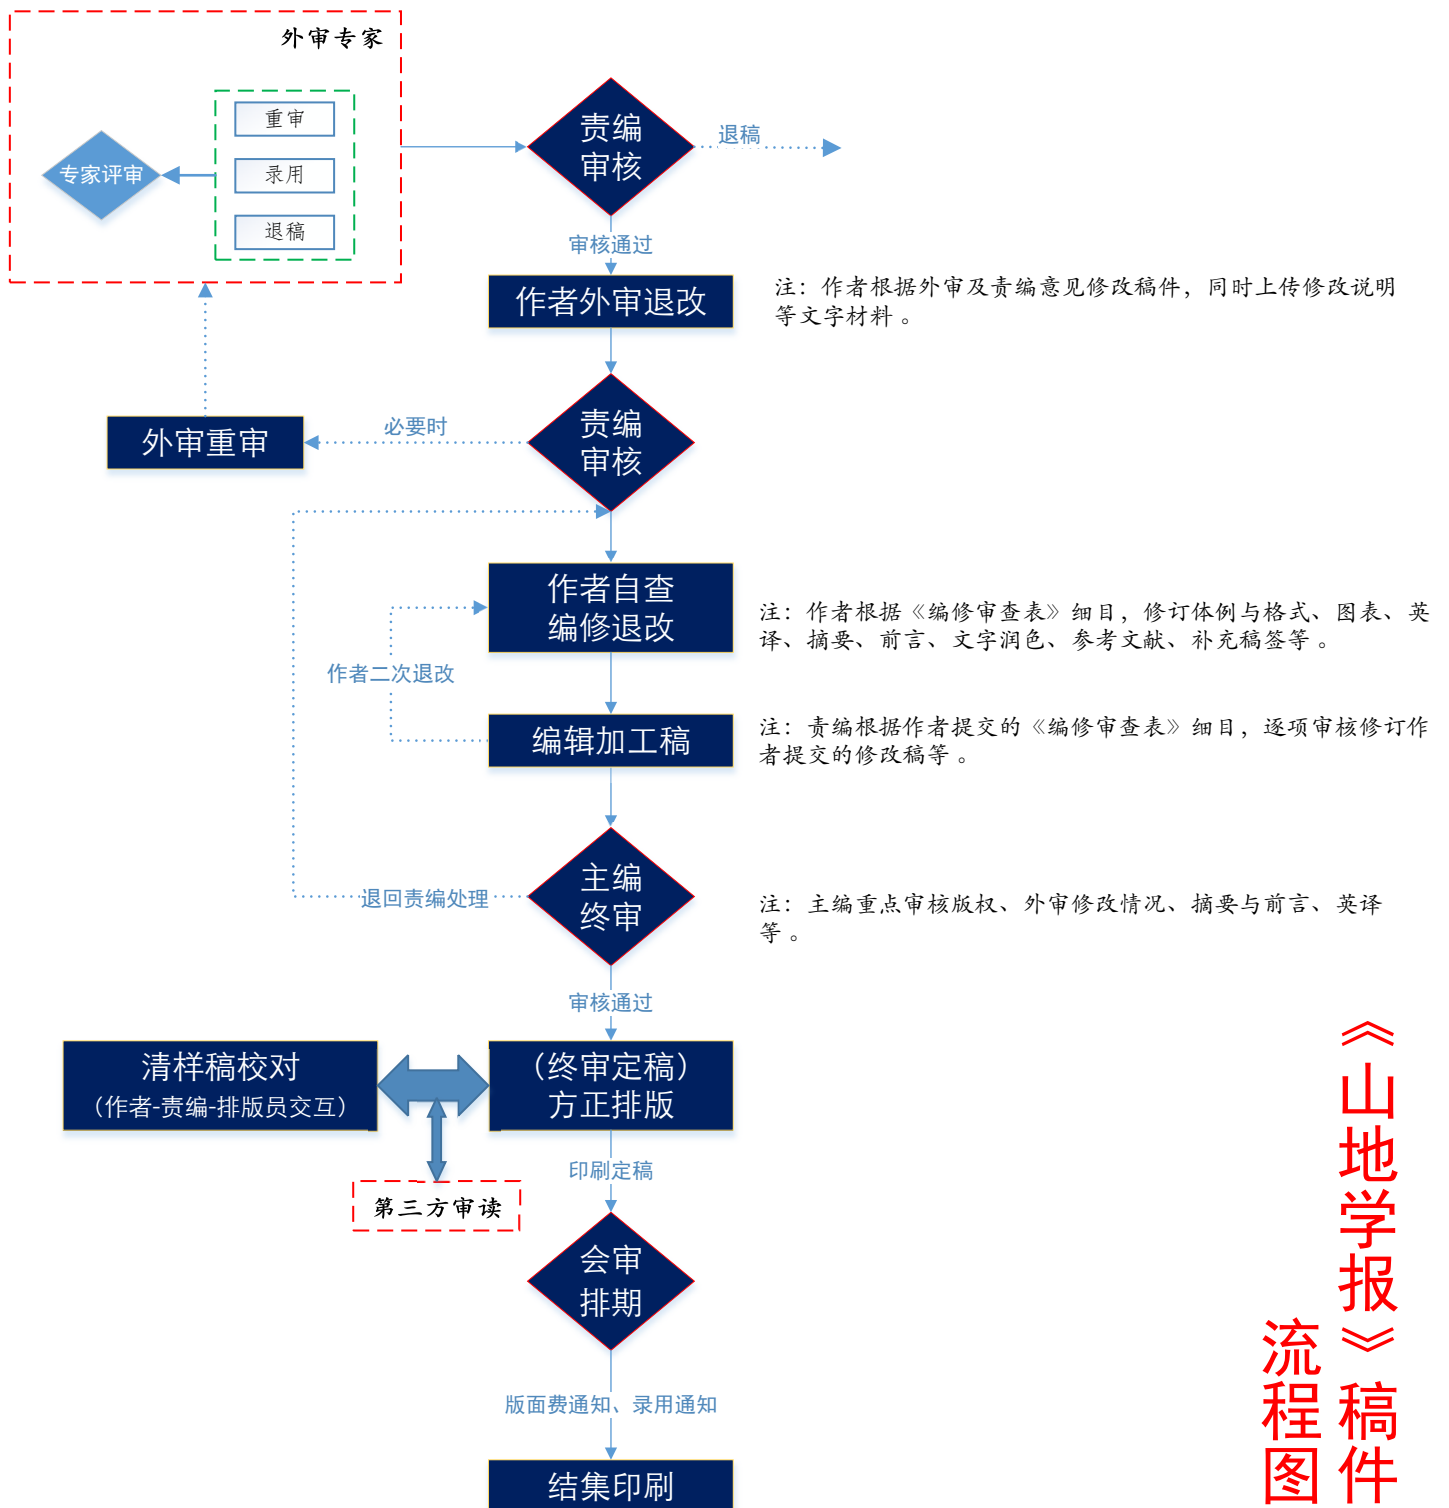 外审专家
重审
专家评审
录用
退稿
责编
审核
退稿
审核通过
作者外审退改
注：作者根据外审及责编意见修改稿件，同时上传修改说明
等文字材料。
责编
审核
必要时
外审重审
作者自查
编修退改
注：作者根据《编修审查表》细目，修订体例与格式、图表、英
译、摘要、前言、文字润色、参考文献、补充稿签等。
作者二次退改
编辑加工稿
注：责编根据作者提交的《编修审查表》细目，逐项审核修订作
者提交的修改稿等。
主编
终审
退回责编处理
注：主编重点审核版权、外审修改情况、摘要与前言、英译
等。
审核通过
清样稿校对
（作者-责编-排版员交互）
（终审定稿）
方正排版
印刷定稿
第三方审读
会审
排期
版面费通知、录用通知
结集印刷
《山地学报》稿件
流程图